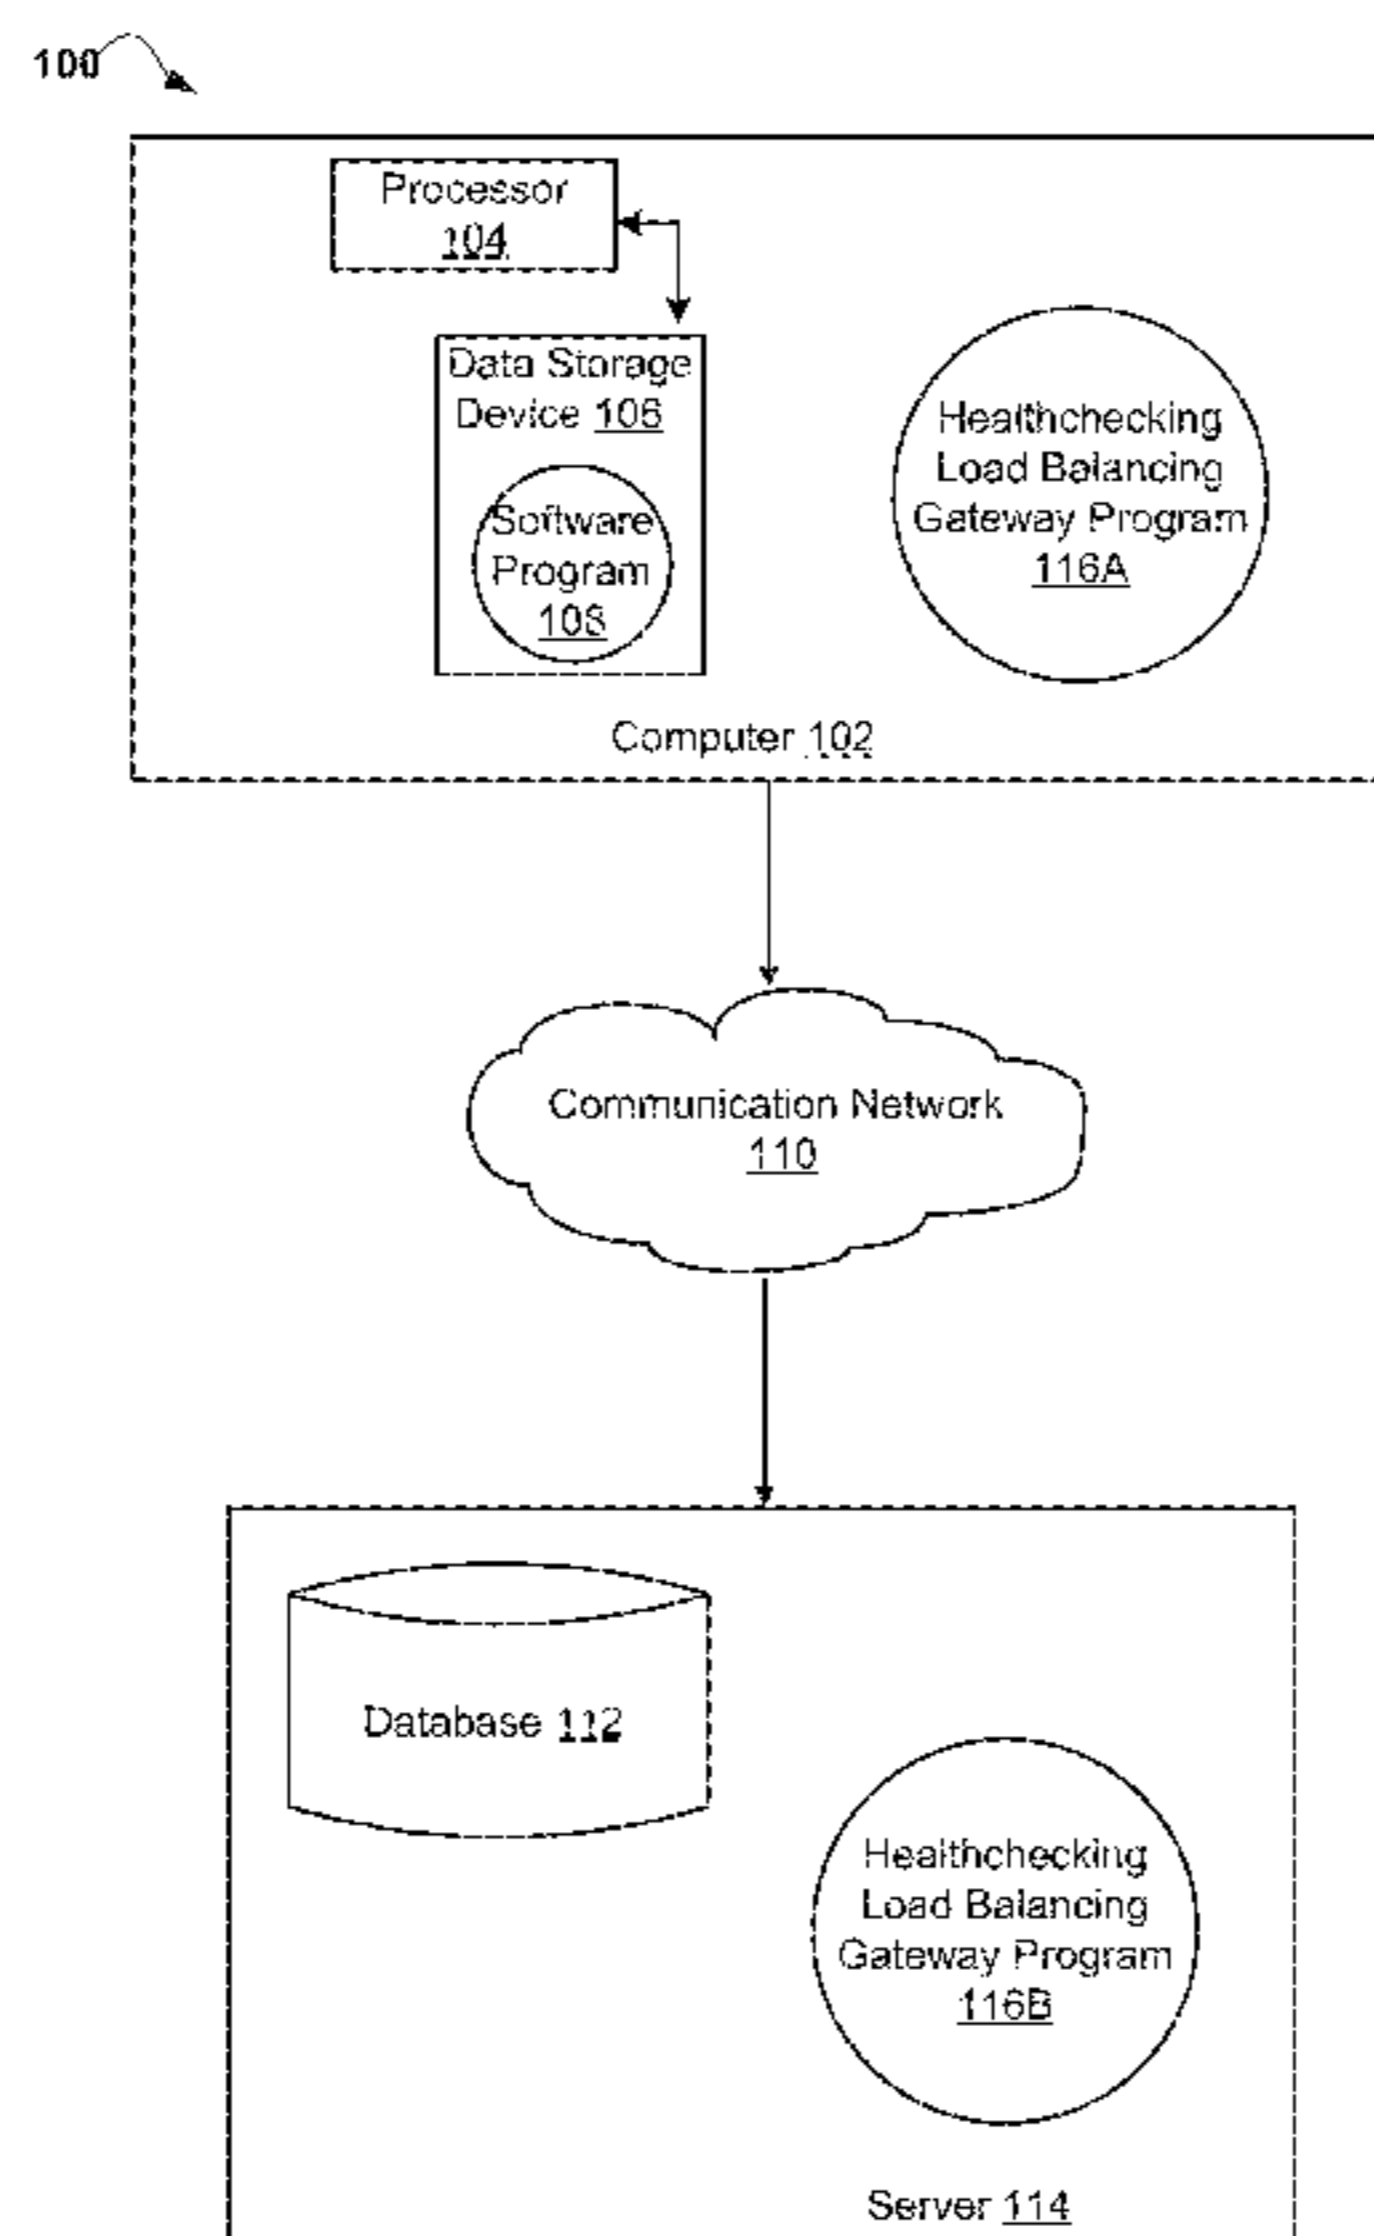 100
Processor
104
Data Storage
Device 106
Software
Program
108
Healthchecking
Load Balancing
Gateway Program
116A
Computer 102
Communication Network
110
Database 112
Healthchecking
Load Balancing
Gateway Program
116B
Server 114